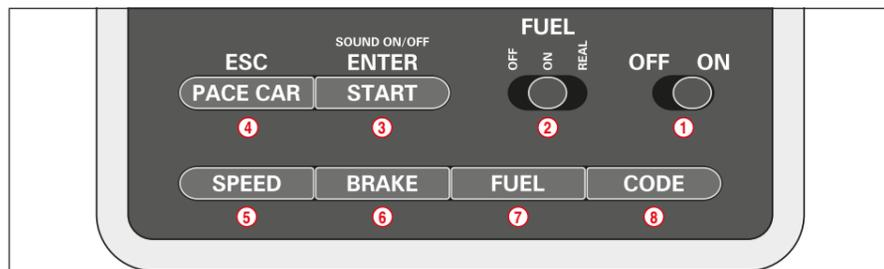 FUEL
SOUND ON/OFF
OFF
ON
REAL
ESC
ENTER
OFF ON
PACE CAR
START
④
③
②
①
SPEED
BRAKE
FUEL
CODE
⑤
⑥
⑦
⑧